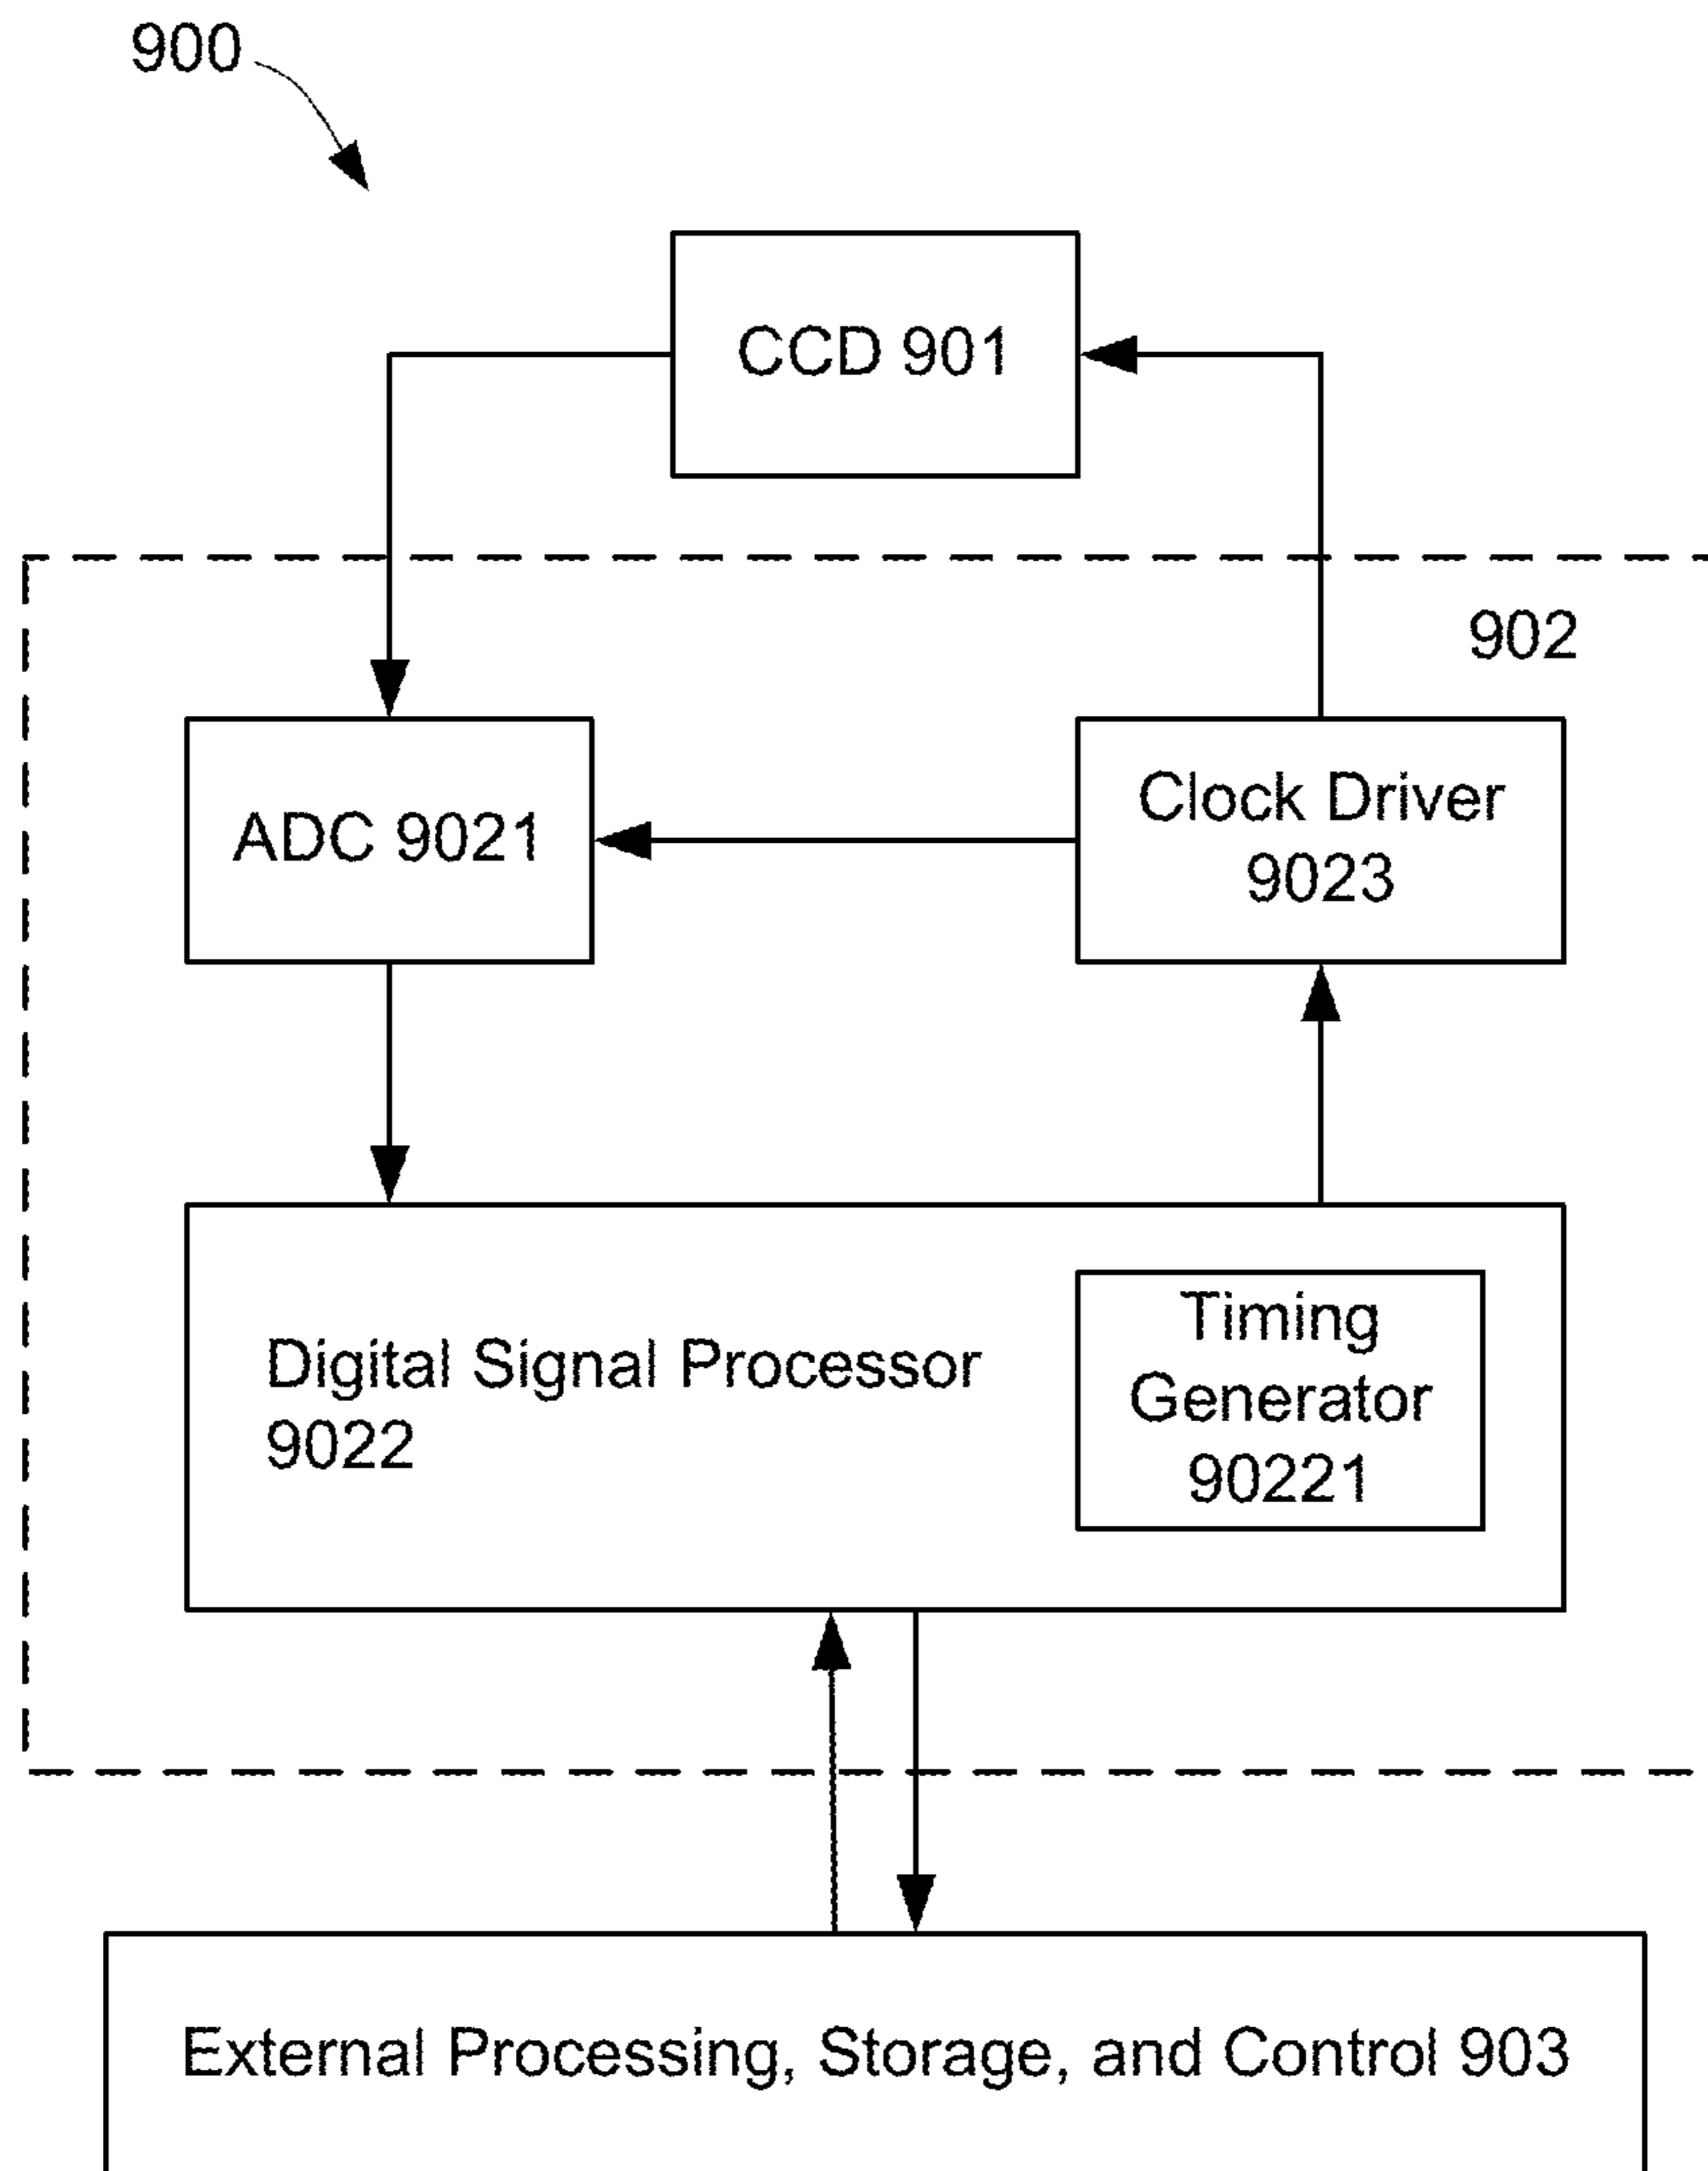 900
CCD 901
902
ADC 9021
Clock Driver
9023
Digital Signal Processor
9022
Timing
Generator
90221
External Processing, Storage, and Control 903